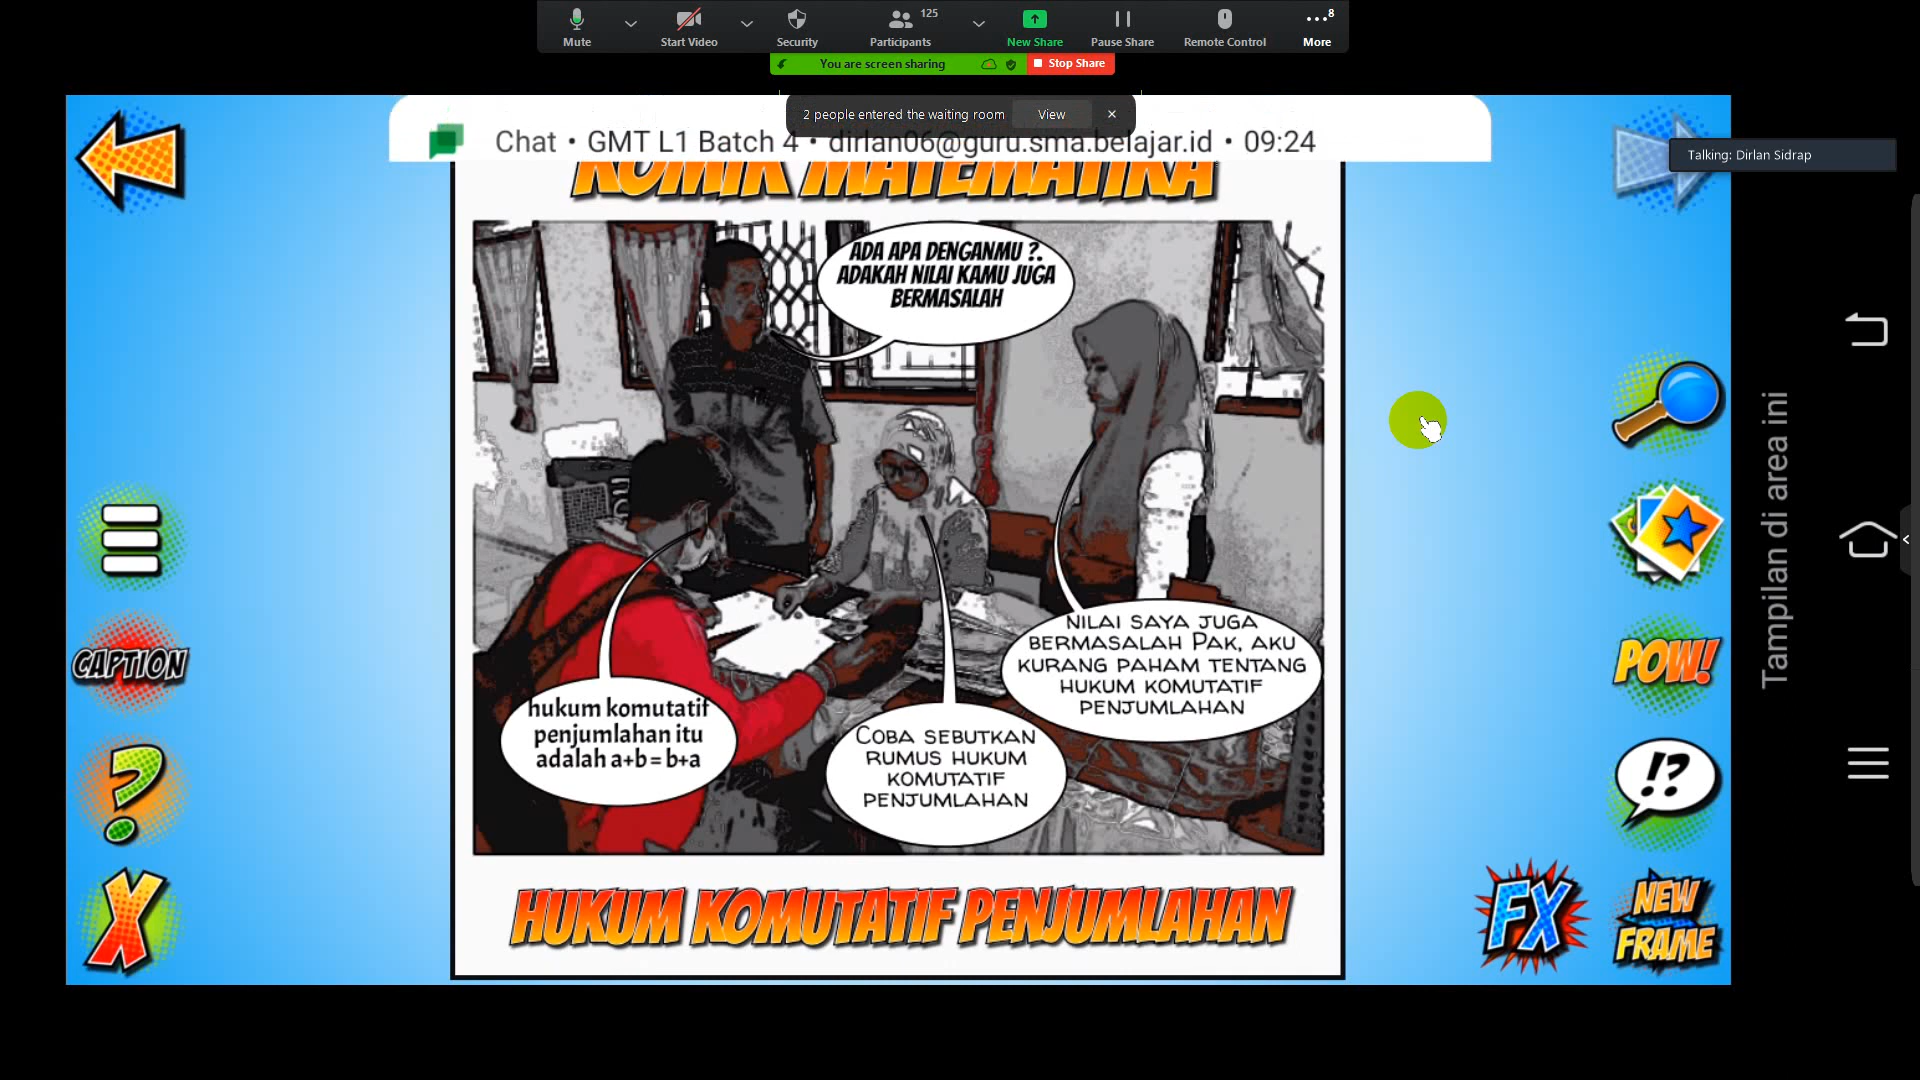 125
8
Mute
Start Video
Security
Participants
New Share
Pause Share
Remote Control
More
You are screen sharing
Stop Share
2 people entered the waiting room
View
Chat • GMT L1 Batch 4 • dirlan06@guru.sma.belajar.id • 09:24
Talking: Dirlan Sidrap
KOMIK MATEMATIKA
ADA APA DENGANMU ?.
ADAKAH NILAI KAMU JUGA
BERMASALAH
NILAI SAYA JUGA
BERMASALAH PAK, AKU
KURANG PAHAM TENTANG
HUKUM KOMUTATIF
PENJUMLAHAN
hukum komutatif
penjumlahan itu
adalah a+b = b+a
COBA SEBUTKAN
RUMUS HUKUM
KOMUTATIF
PENJUMLAHAN
HUKUM KOMUTATIF PENJUMLAHAN
CAPTION
?
X
POW!
!?
FX
NEW
FRAME
Tampilan di area ini